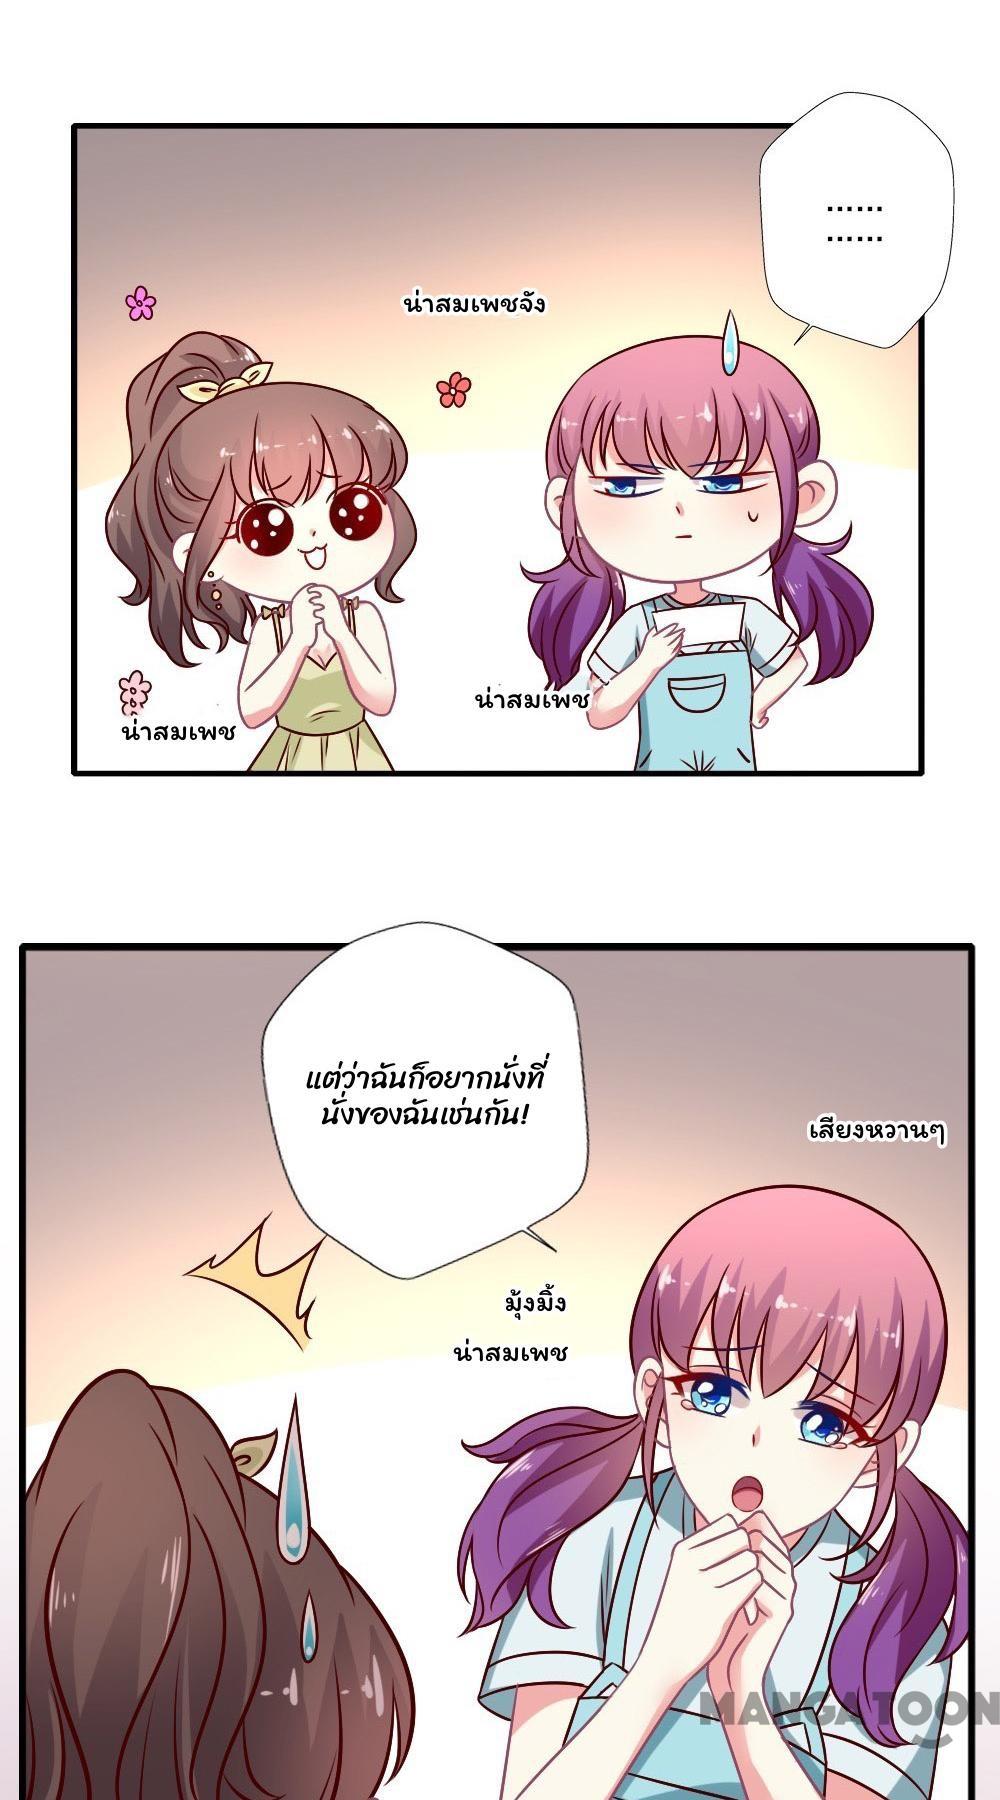 ......
......
น่าสมเพชจัง
น่าสมเพช
น่าสมเพช
แต่ว่าฉันก็อยากนั่งที่
นั่งของฉันเช่นกัน!
เสียงหวานๆ
มุ้งมิ้ง
น่าสมเพช
MANGATOON